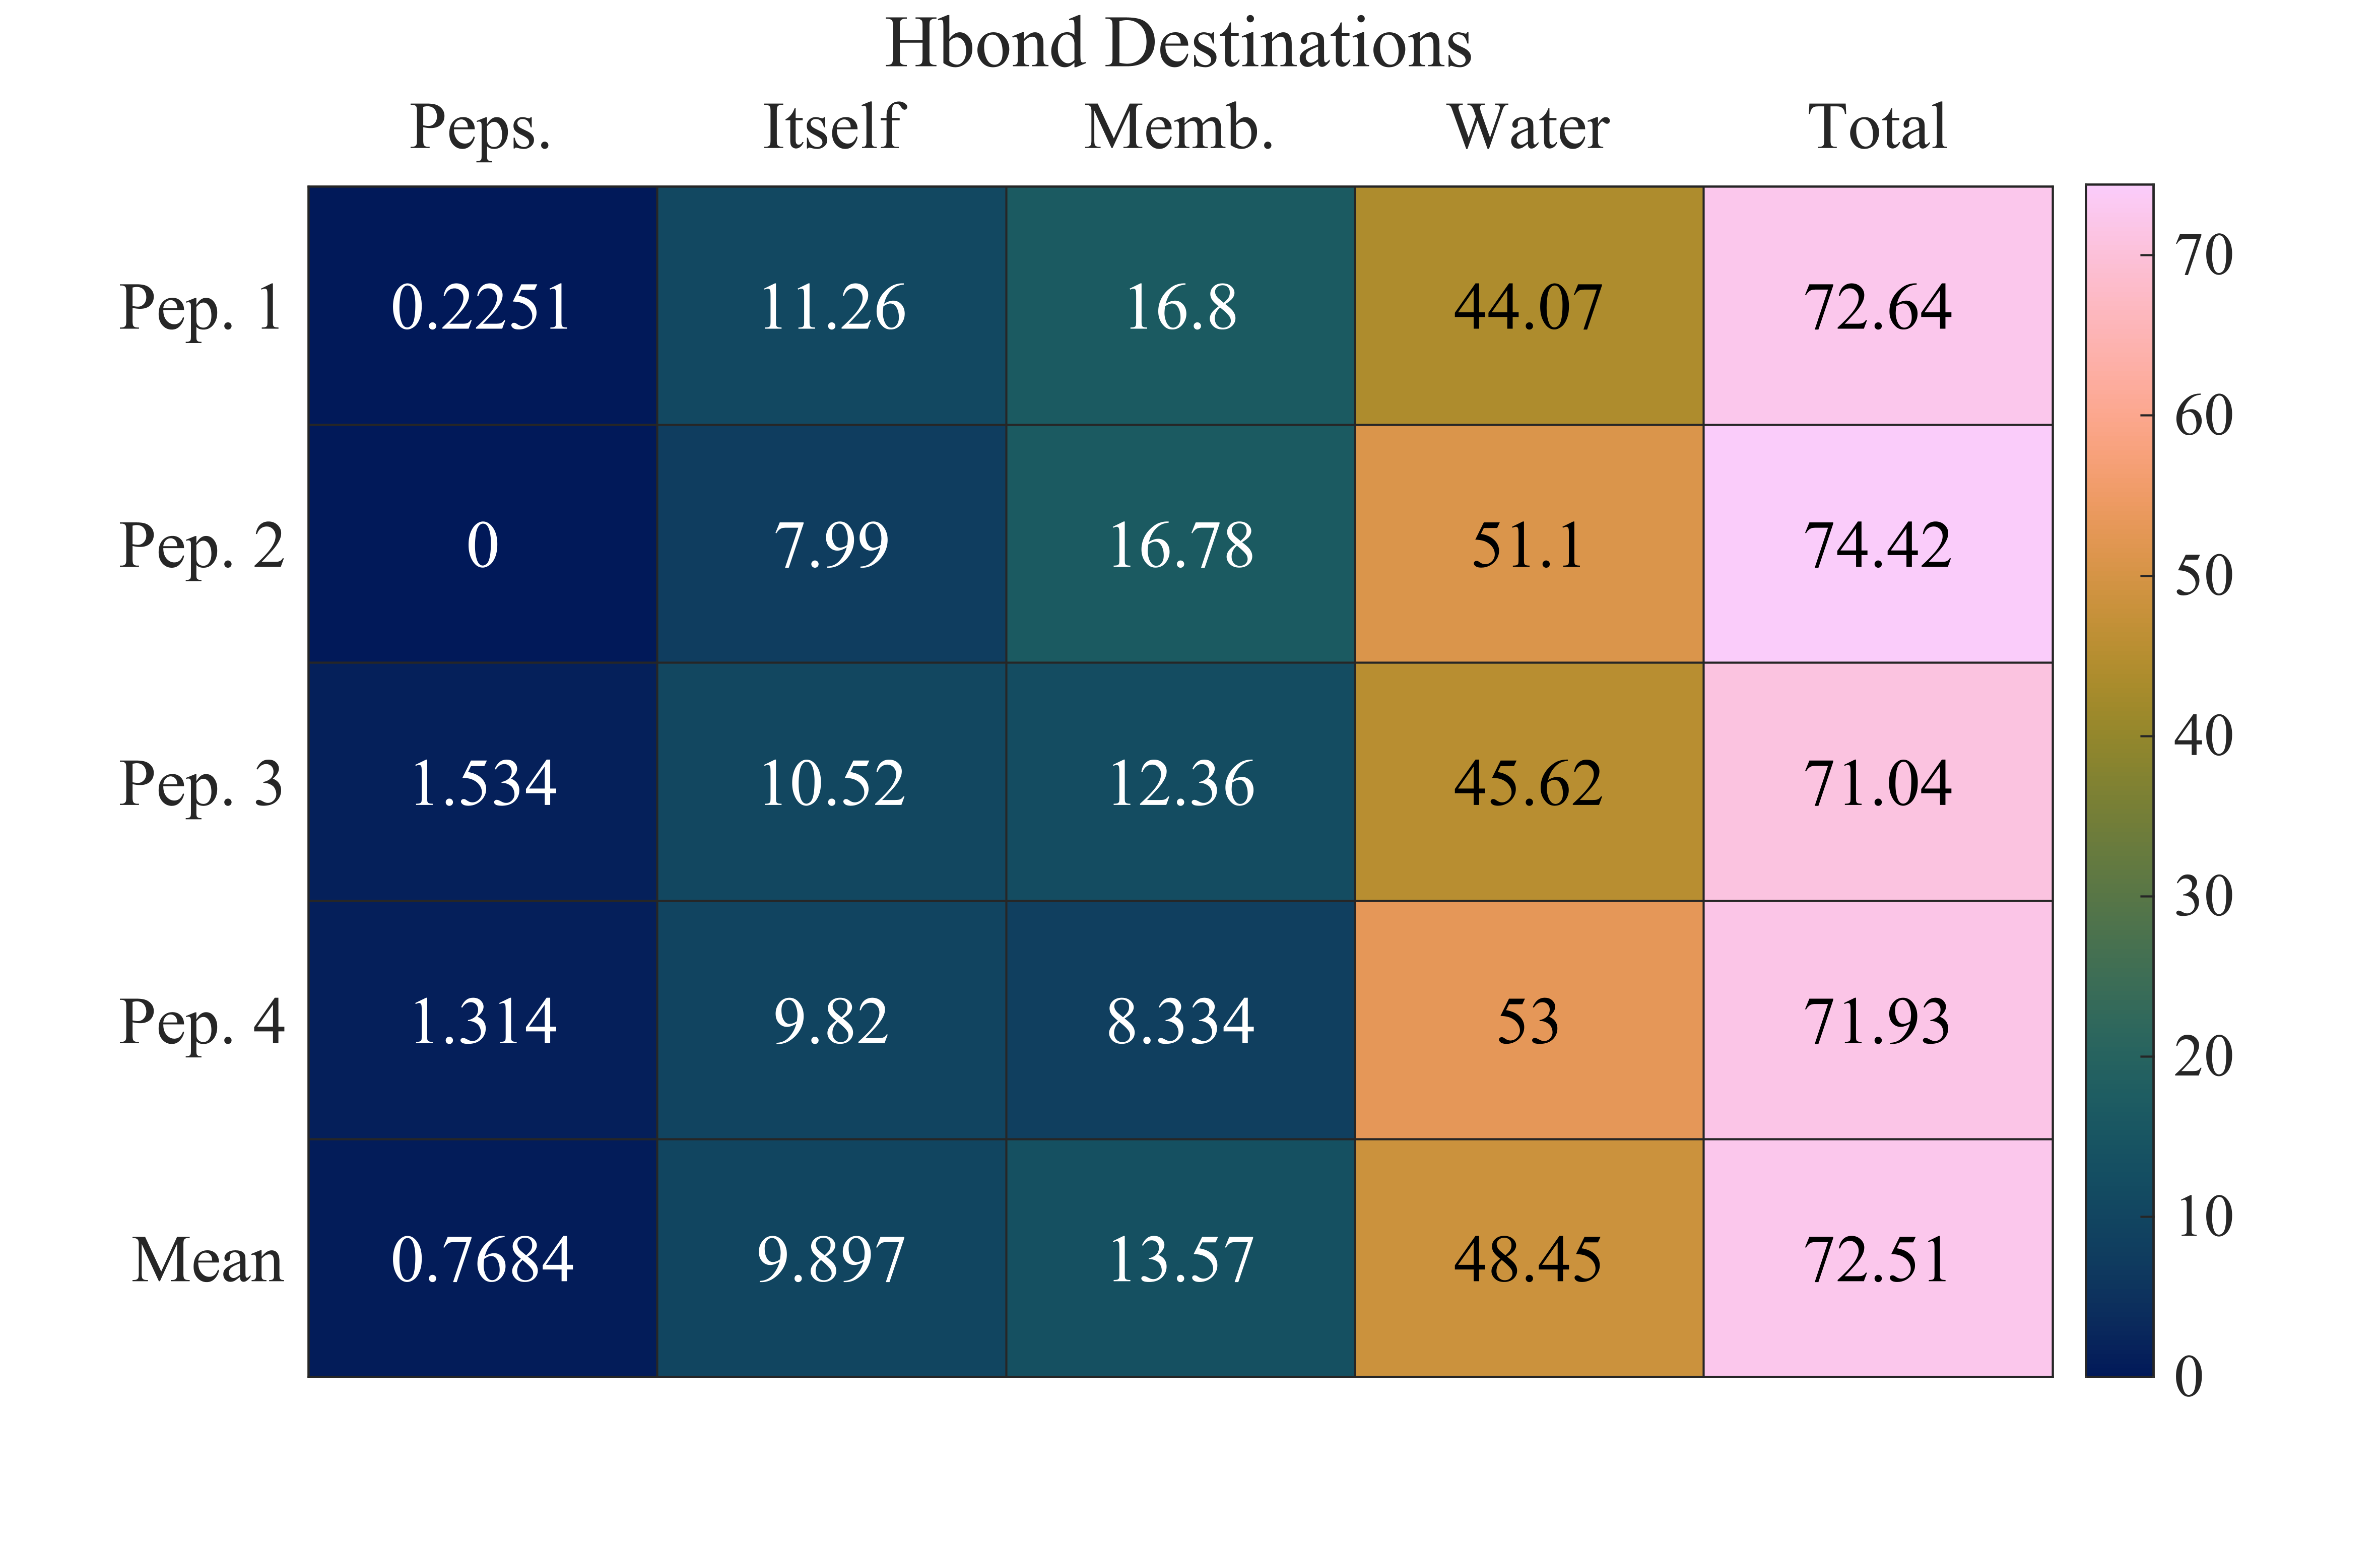 Hbond Destinations
Peps. Itself Memb. Water Total
Pep. 1 0.2251 11.26 16.8 44.07 72.64
Pep. 2 0 7.99 16.78 51.1 74.42
Pep. 3 1.534 10.52 12.36 45.62 71.04
Pep. 4 1.314 9.82 8.334 53 71.93
Mean 0.7684 9.897 13.57 48.45 72.51
70
60
50
40
30
20
10
0